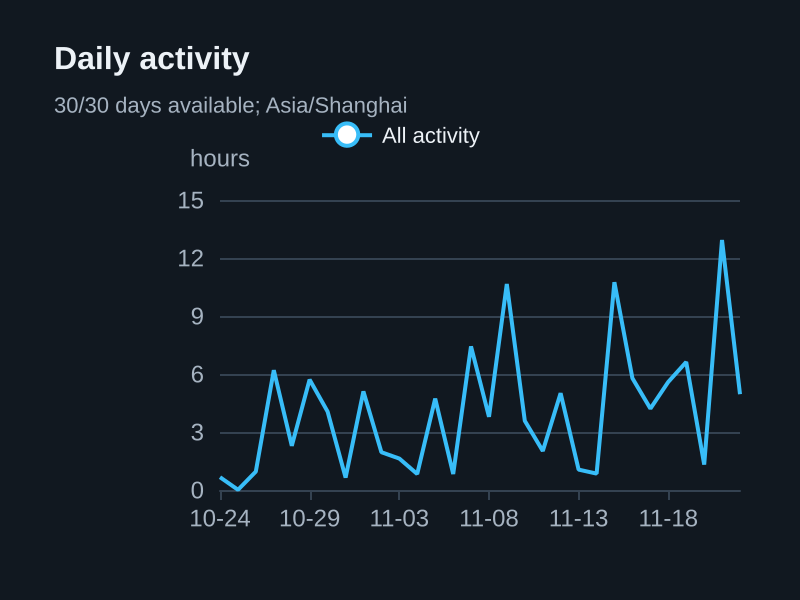 Daily activity
30/30 days available; Asia/Shanghai
All activity
hours
15
12
9
6
3
0
10-24 10-29 11-03 11-08 11-13 11-18